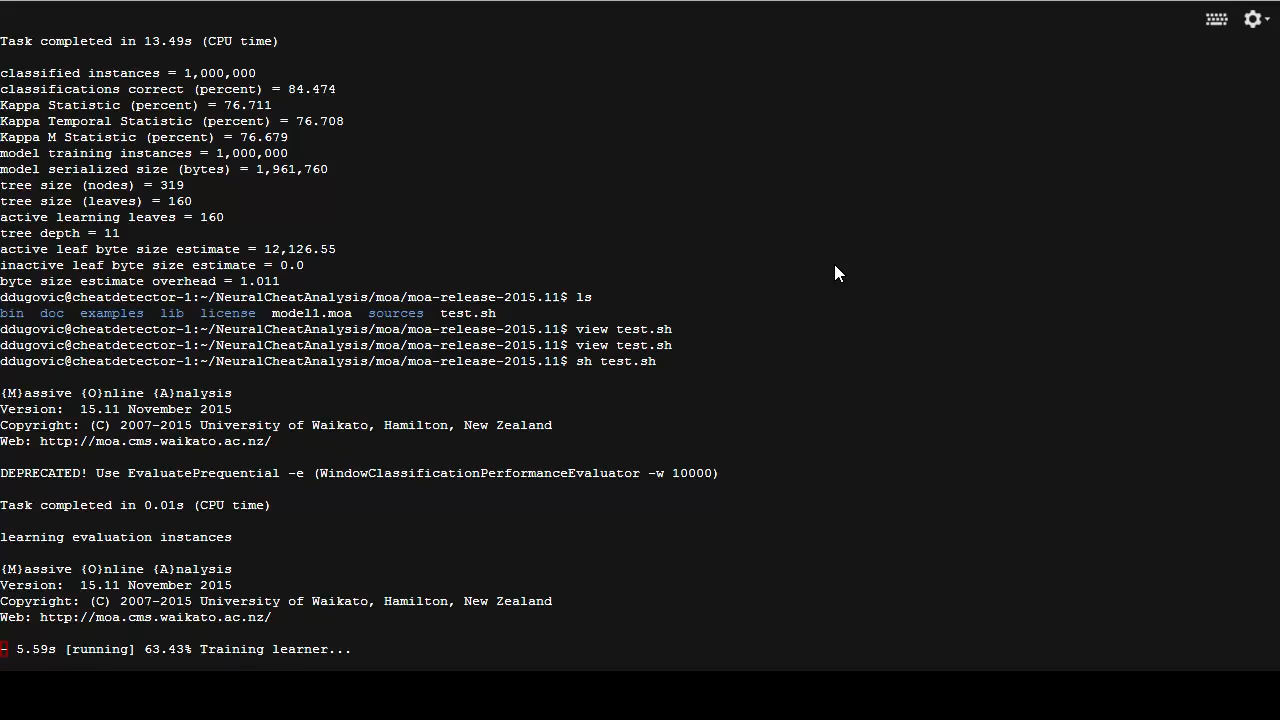 Task completed in 13.49s (CPU time)
classified instances = 1,000,000
classifications correct (percent) = 84.474
Kappa Statistic (percent) = 76.711
Kappa Temporal Statistic (percent) = 76.708
Kappa M Statistic (percent) = 76.679
model training instances = 1,000,000
model serialized size (bytes) = 1,961,760
tree size (nodes) = 319
tree size (leaves) = 160
active learning leaves = 160
tree depth = 11
active leaf byte size estimate = 12,126.55
inactive leaf byte size estimate = 0.0
byte size estimate overhead = 1.011
ddugovic@cheatdetector-1:~/NeuralCheatAnalysis/moa/moa-release-2015.11$ ls
bin doc examples lib license model1.moa sources test.sh
ddugovic@cheatdetector-1:~/NeuralCheatAnalysis/moa/moa-release-2015.11$ view test.sh
ddugovic@cheatdetector-1:~/NeuralCheatAnalysis/moa/moa-release-2015.11$ view test.sh
ddugovic@cheatdetector-1:~/NeuralCheatAnalysis/moa/moa-release-2015.11$ sh test.sh
{M}assive {O}nline {A}nalysis
Version:  15.11 November 2015
Copyright: (C) 2007-2015 University of Waikato, Hamilton, New Zealand
Web: http://moa.cms.waikato.ac.nz/
DEPRECATED! Use EvaluatePrequential -e (WindowClassificationPerformanceEvaluator -w 10000)
Task completed in 0.01s (CPU time)
learning evaluation instances
{M}assive {O}nline {A}nalysis
Version:  15.11 November 2015
Copyright: (C) 2007-2015 University of Waikato, Hamilton, New Zealand
Web: http://moa.cms.waikato.ac.nz/
- 5.59s [running] 63.43% Training learner...